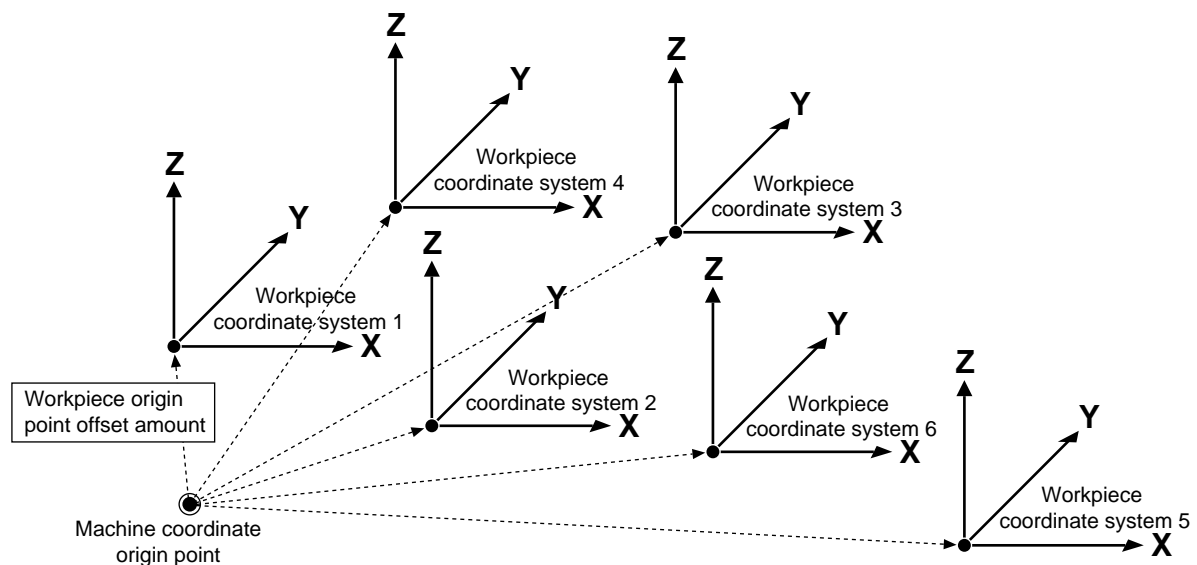 Z
Y
Workpiece
coordinate system 4
X
Z
Y
Workpiece
coordinate system 3
X
Z
Y
Workpiece
coordinate system 1
X
Z
Y
Workpiece
coordinate system 2
X
Z
Y
Workpiece
coordinate system 6
X
Z
Y
Workpiece
coordinate system 5
X
Workpiece origin
point offset amount
Machine coordinate
origin point